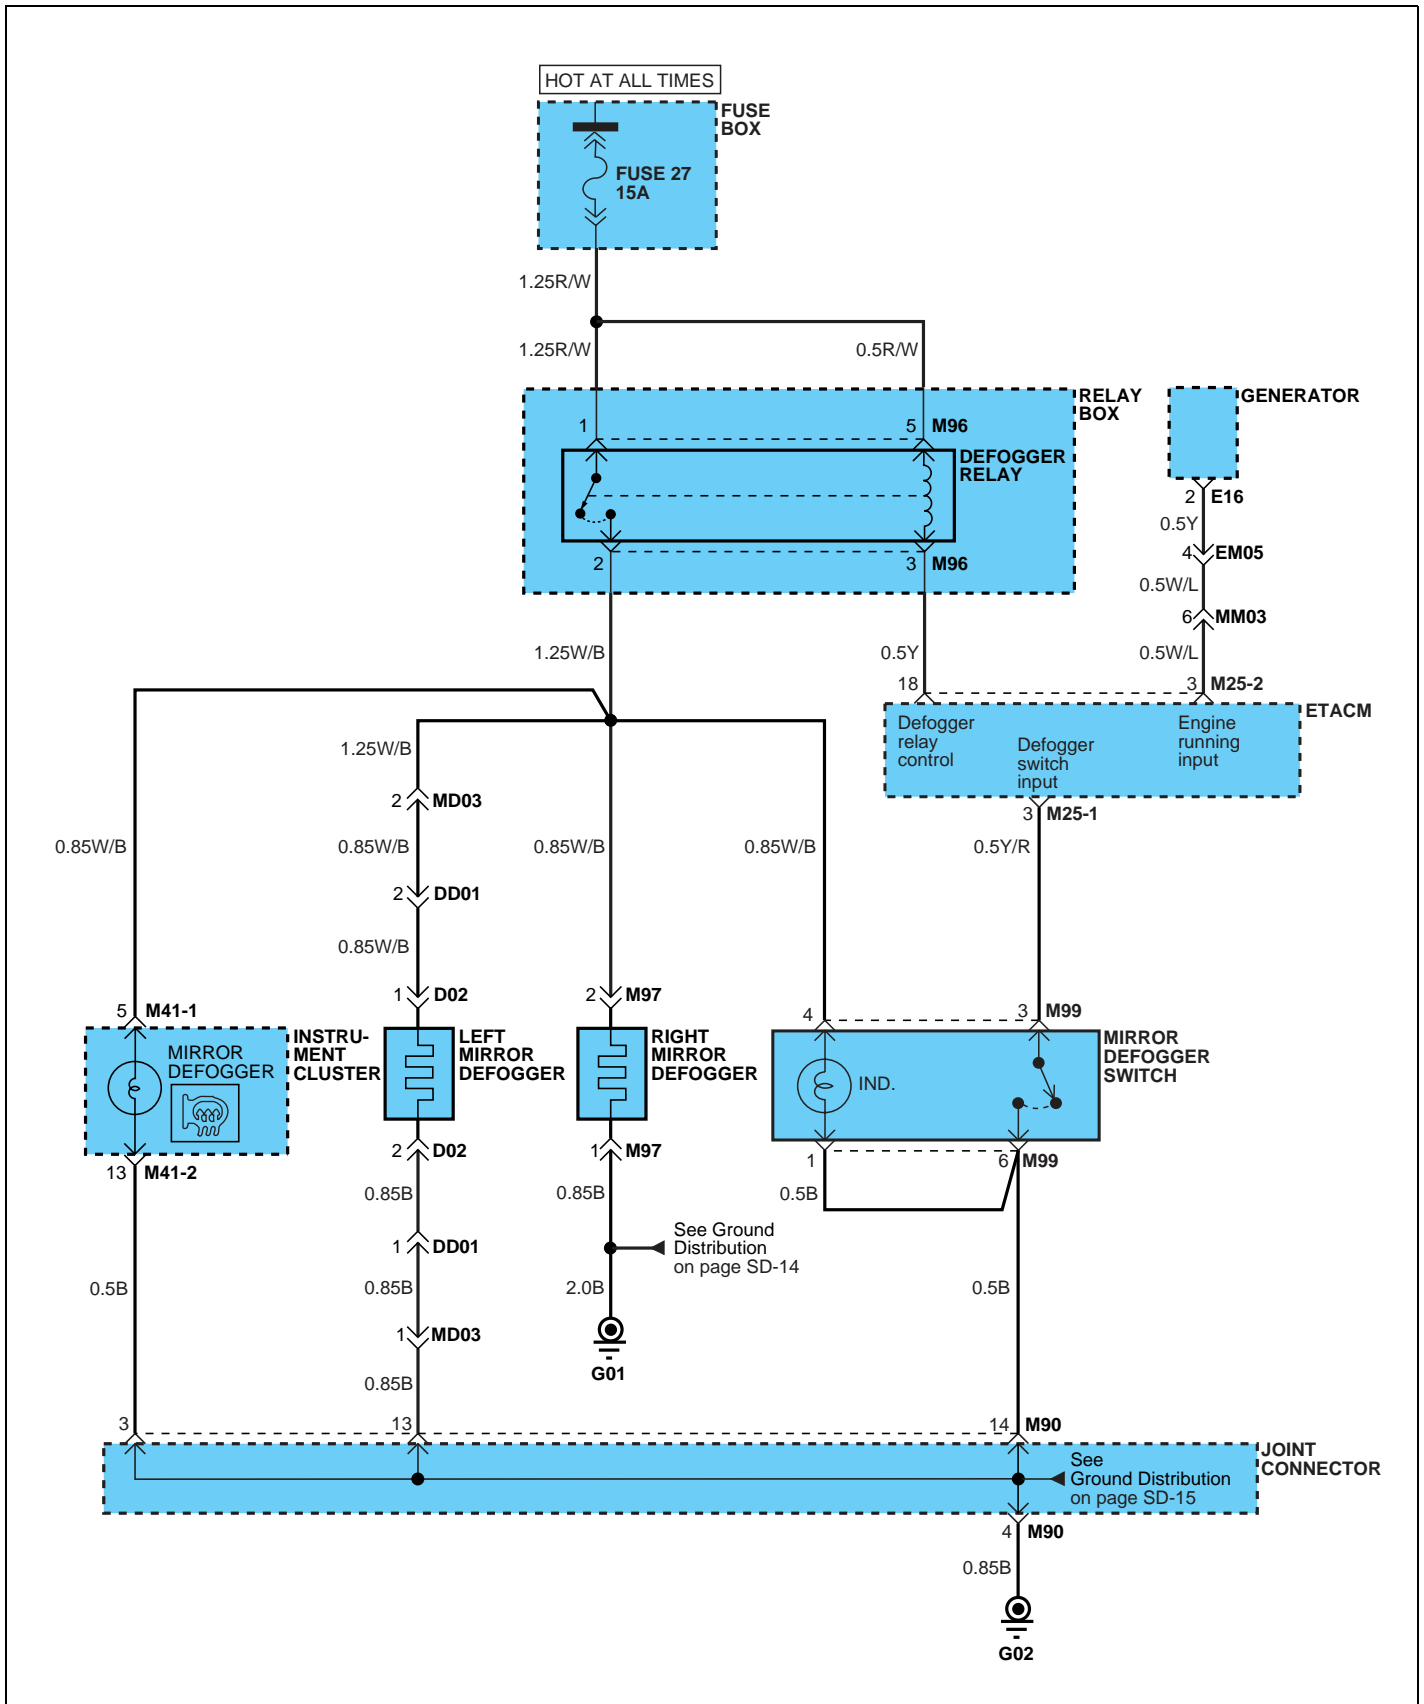 HOT AT ALL TIMES
FUSE
BOX
FUSE 27
15A
1.25R/W
1.25R/W
0.5R/W
RELAY
BOX
GENERATOR
1
5
M96
DEFOGGER
RELAY
2
E16
0.5Y
4
EM05
2
3
M96
0.5W/L
6
MM03
1.25W/B
0.5Y
0.5W/L
18
3
M25-2
ETACM
Defogger
relay
control
Defogger
switch
input
Engine
running
input
1.25W/B
2
MD03
3
M25-1
0.85W/B
0.85W/B
0.85W/B
0.85W/B
0.5Y/R
2
DD01
0.85W/B
1
D02
2
M97
5
M41-1
4
3
M99
MIRROR
DEFOGGER
INSTRU-
MENT
CLUSTER
LEFT
MIRROR
DEFOGGER
RIGHT
MIRROR
DEFOGGER
IND.
MIRROR
DEFOGGER
SWITCH
13
M41-2
2
D02
1
M97
1
6
M99
0.85B
0.85B
0.5B
See Ground
Distribution
on page SD-14
1
DD01
0.5B
0.85B
2.0B
0.5B
1
MD03
G01
0.85B
3
13
14
M90
See
Ground Distribution
on page SD-15
JOINT
CONNECTOR
4
M90
0.85B
G02